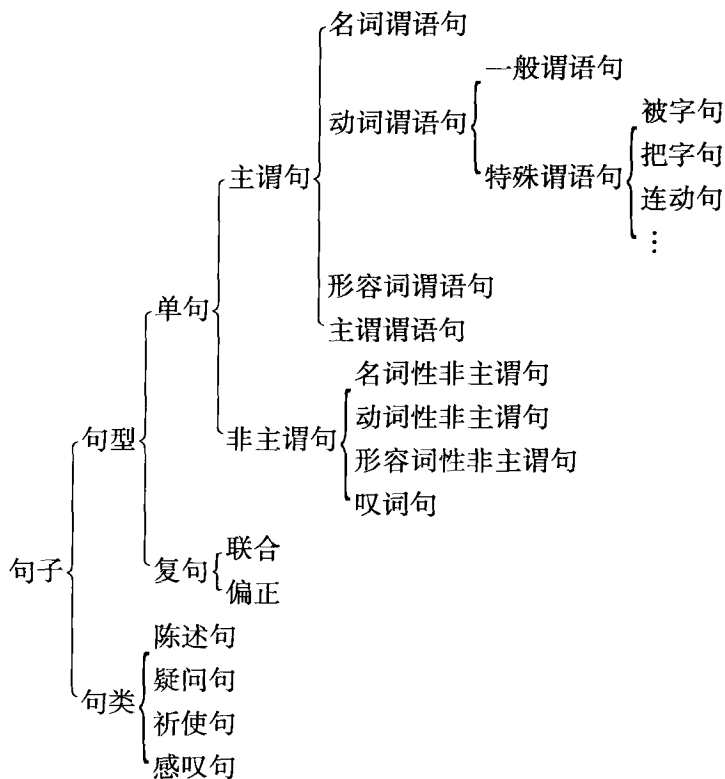 名词谓语句
一般谓语句
被字句
动词谓语句
把字句
主谓句
特殊谓语句
连动句
⋮
形容词谓语句
单句
主谓谓语句
名词性非主谓句
动词性非主谓句
句型
非主谓句
形容词性非主谓句
叹词句
联合
句子
复句
偏正
陈述句
疑问句
句类
祈使句
感叹句